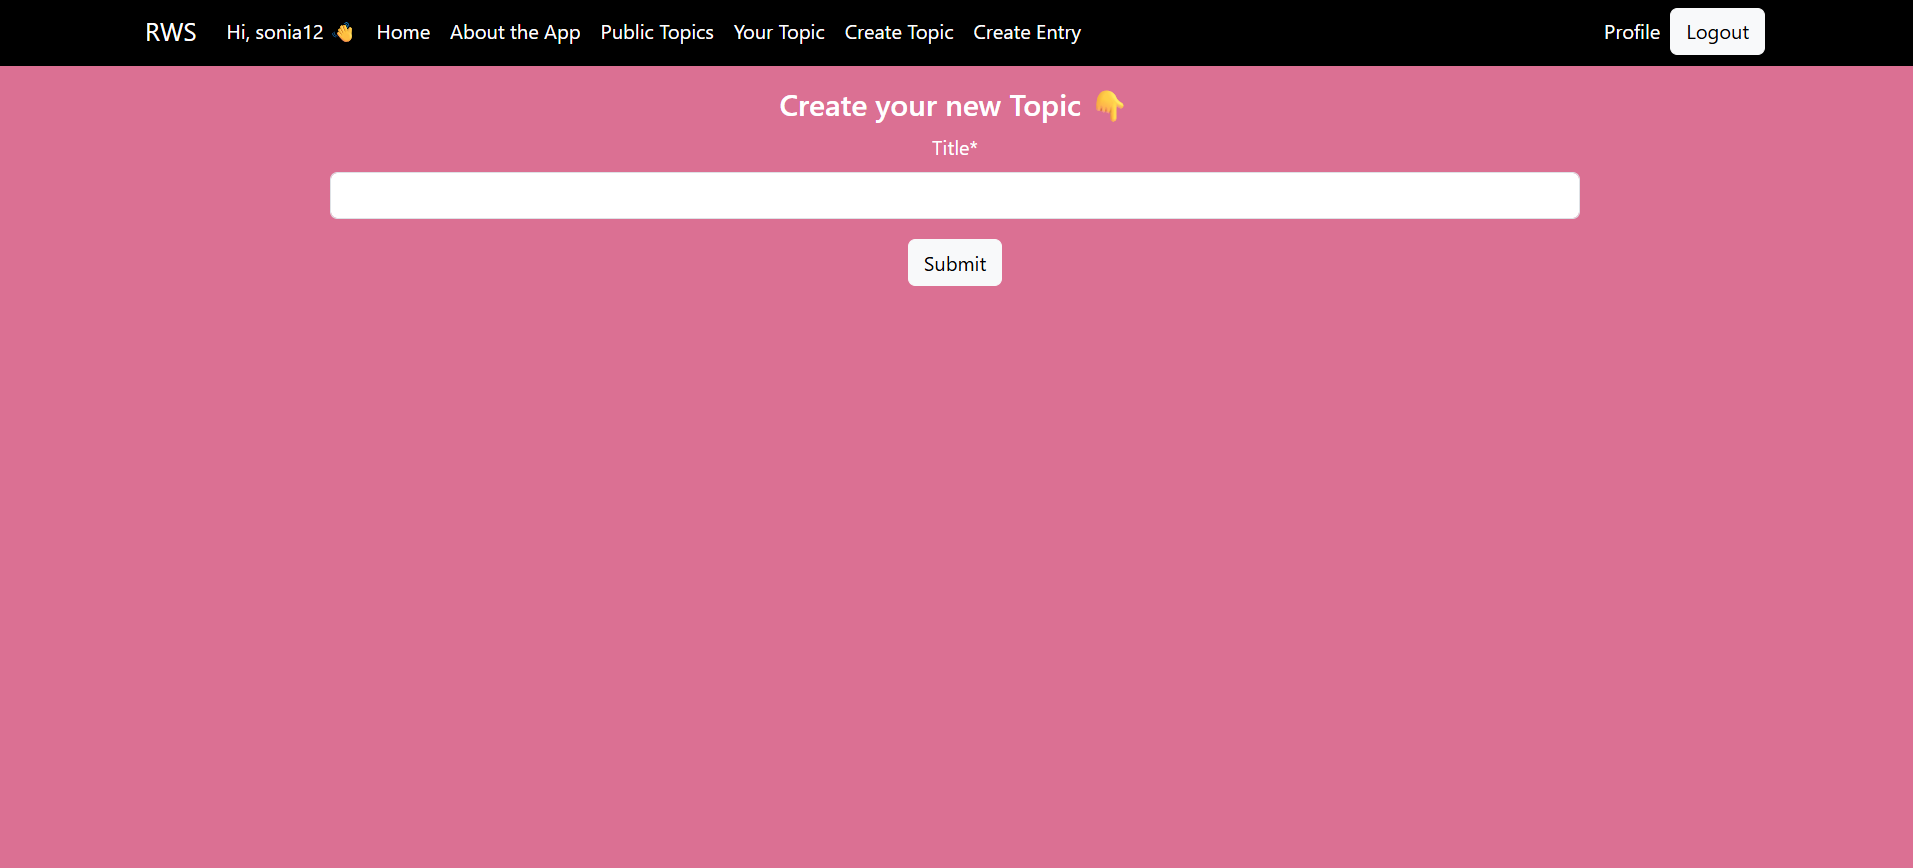 RWS Hi, sonia12 👋 Home About the App Public Topics Your Topic Create Topic Create Entry Profile Logout
Create your new Topic 👇
Title*
Submit